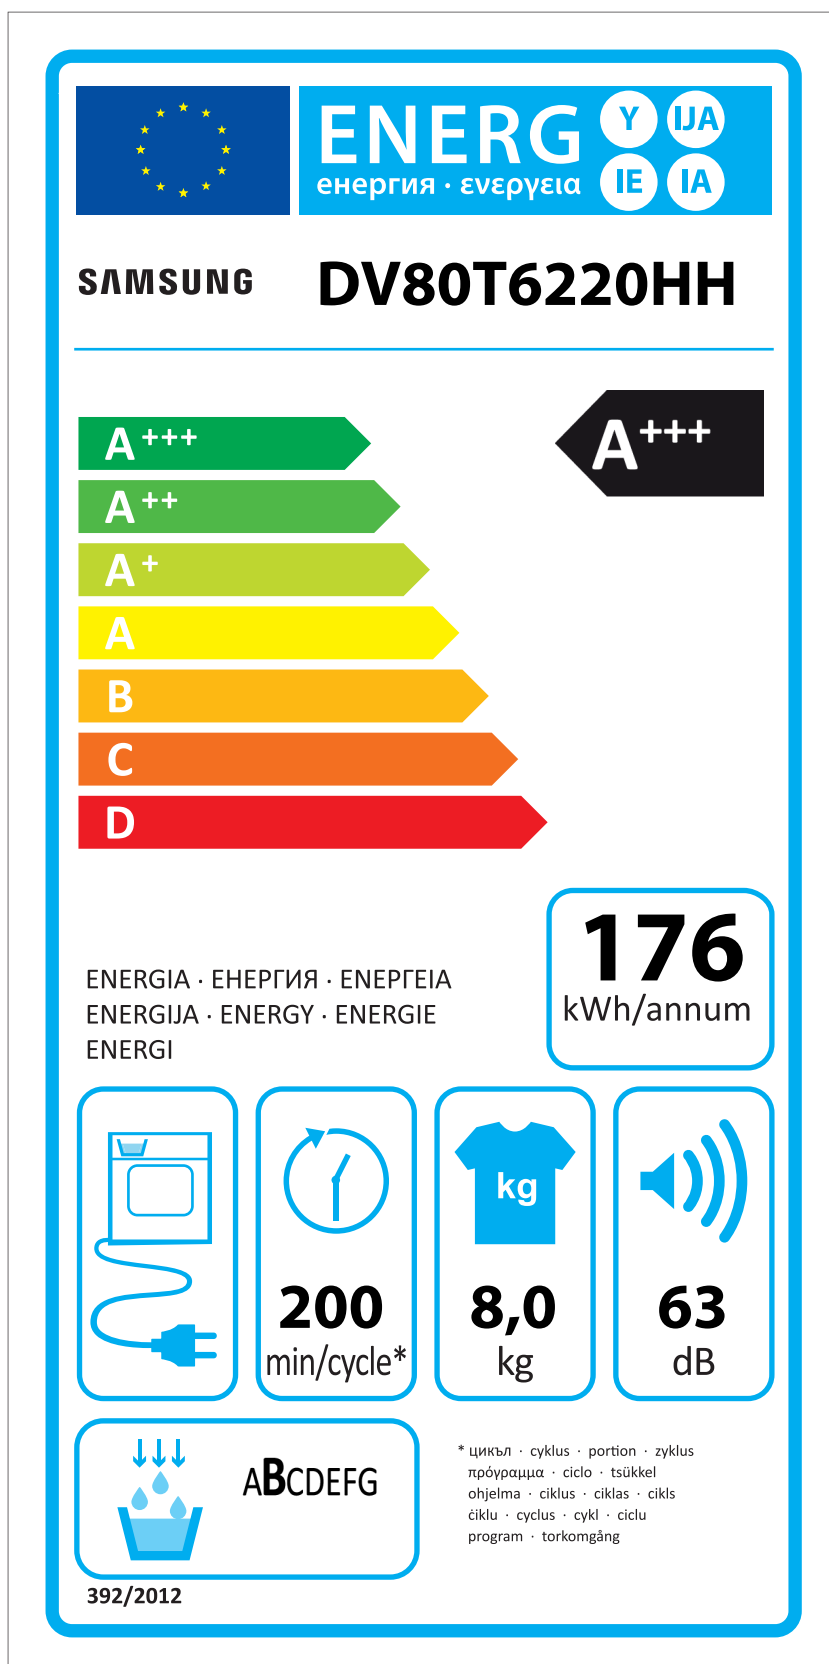 ENERG
Y
IJA
енергия · ενεργεια
IE
IA
SAMSUNG
DV80T6220HH
A+++
A+++
A++
A+
A
B
C
D
176
kWh/annum
ENERGIA · ЕНЕРГИЯ · ΕΝΕΡΓΕΙΑ
ENERGIJA · ENERGY · ENERGIE
ENERGI
kg
200
min/cycle*
8,0
kg
63
dB
ABCDEFG
* цикъл · cyklus · portion · zyklus
πρόγραμμα · ciclo · tsükkel
ohjelma · ciklus · ciklas · cikls
ċiklu · cyclus · cykl · ciclu
program · torkomgång
392/2012